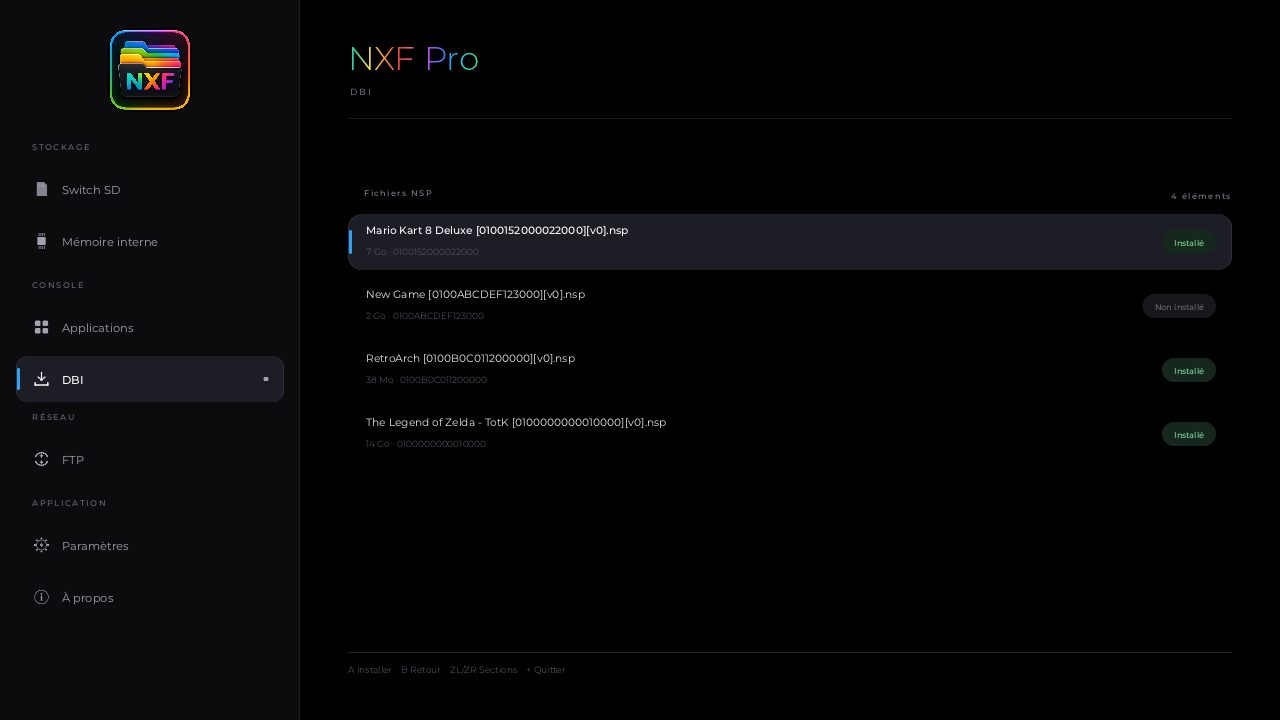 NXF
STOCKAGE
Switch SD
Mémoire interne
CONSOLE
Applications
DBI
RÉSEAU
FTP
APPLICATION
Paramètres
À propos
NXF Pro
DBI
Fichiers NSP
4 éléments
Mario Kart 8 Deluxe [0100152000022000][v0].nsp
7 Go · 0100152000022000
Installé
New Game [0100ABCDEF123000][v0].nsp
2 Go · 0100ABCDEF123000
Non installé
RetroArch [0100B0C011200000][v0].nsp
38 Mo · 0100B0C011200000
Installé
The Legend of Zelda - TotK [0100000000010000][v0].nsp
14 Go · 0100000000010000
Installé
A Installer B Retour ZL/ZR Sections + Quitter